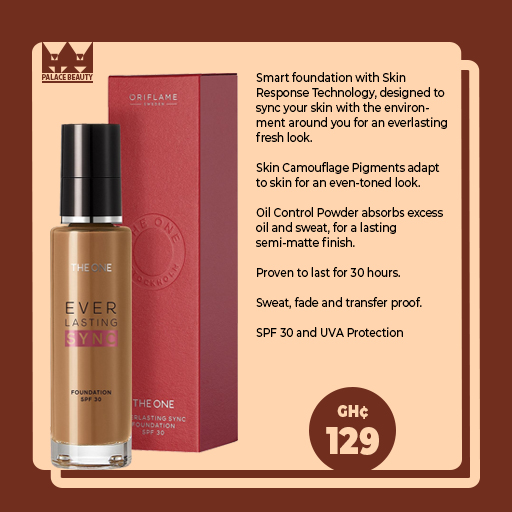 PALACE BEAUTY
Smart foundation with Skin
Response Technology, designed to
sync your skin with the environ-
ment around you for an everlasting
fresh look.
Skin Camouflage Pigments adapt
to skin for an even-toned look.
Oil Control Powder absorbs excess
oil and sweat, for a lasting
semi-matte finish.
Proven to last for 30 hours.
Sweat, fade and transfer proof.
SPF 30 and UVA Protection
GH¢
129
ORIFLAME
SWEDEN
THE ONE
THE ONE
ERLASTING SYNC
FOUNDATION
SPF 30
THE ONE
EVER
LASTING
SYNC
FOUNDATION
SPF 30